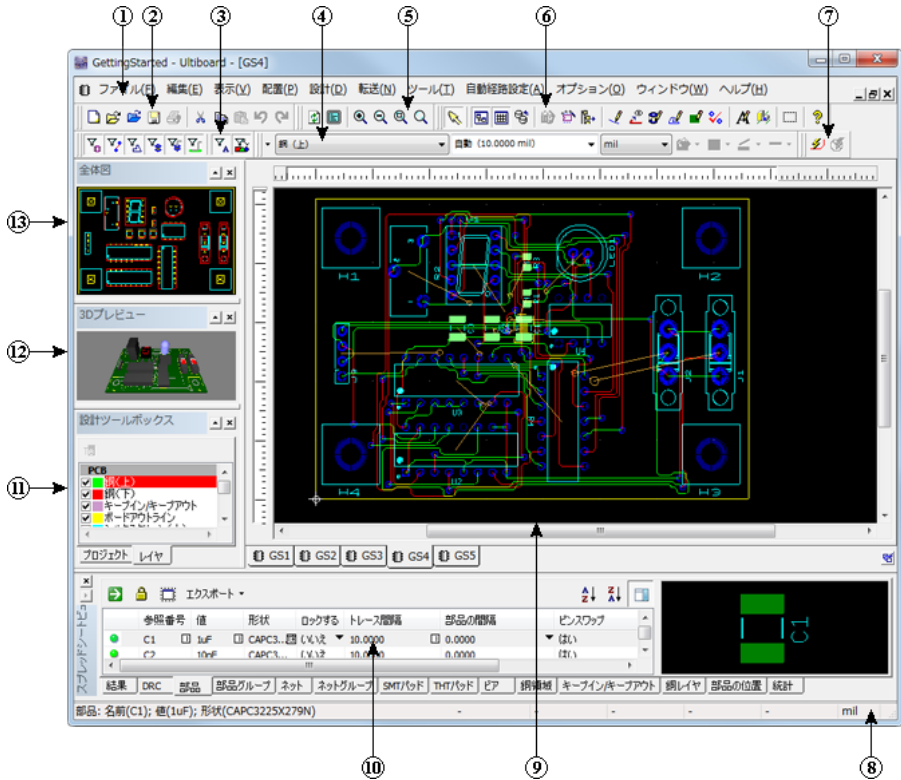 ① ② ③ ④ ⑤ ⑥ ⑦
GettingStarted - Ultiboard - [GS4]
ファイル(F) 編集(E) 表示(V) 配置(P) 設計(D) 転送(N) ツール(T) 自動経路設定(A) オプション(O) ウィンドウ(W) ヘルプ(H)
銅 (上) 自動 (10.0000 mil) mil
全体図
⑬
3Dプレビュー
⑫
設計ツールボックス
PCB
銅(上)
⑪
銅(下)
キープイン/キープアウト
ボードアウトライン
プロジェクト レイヤ
H1 H2
LED1
R2
U4
J9 J2 J1
U3
U2
H4 H3
GS1 GS2 GS3 GS4 GS5
スプレッドシートビュ
エクスポート
参照番号 値 形状 ロックする トレース間隔 部品の間隔 ピンスワップ
C1 1uF CAPC3... いいえ 10.0000 0.0000 はい
C2 10nF CAPC3... いいえ 10.0000 0.0000 はい
C1
結果 DRC 部品 部品グループ ネット ネットグループ SMTパッド THTパッド ビア 銅領域 キープイン/キープアウト 銅レイヤ 部品の位置 統計
部品: 名前(C1); 値(1uF); 形状(CAPC3225X279N) - - - - - mil
⑩ ⑨ ⑧